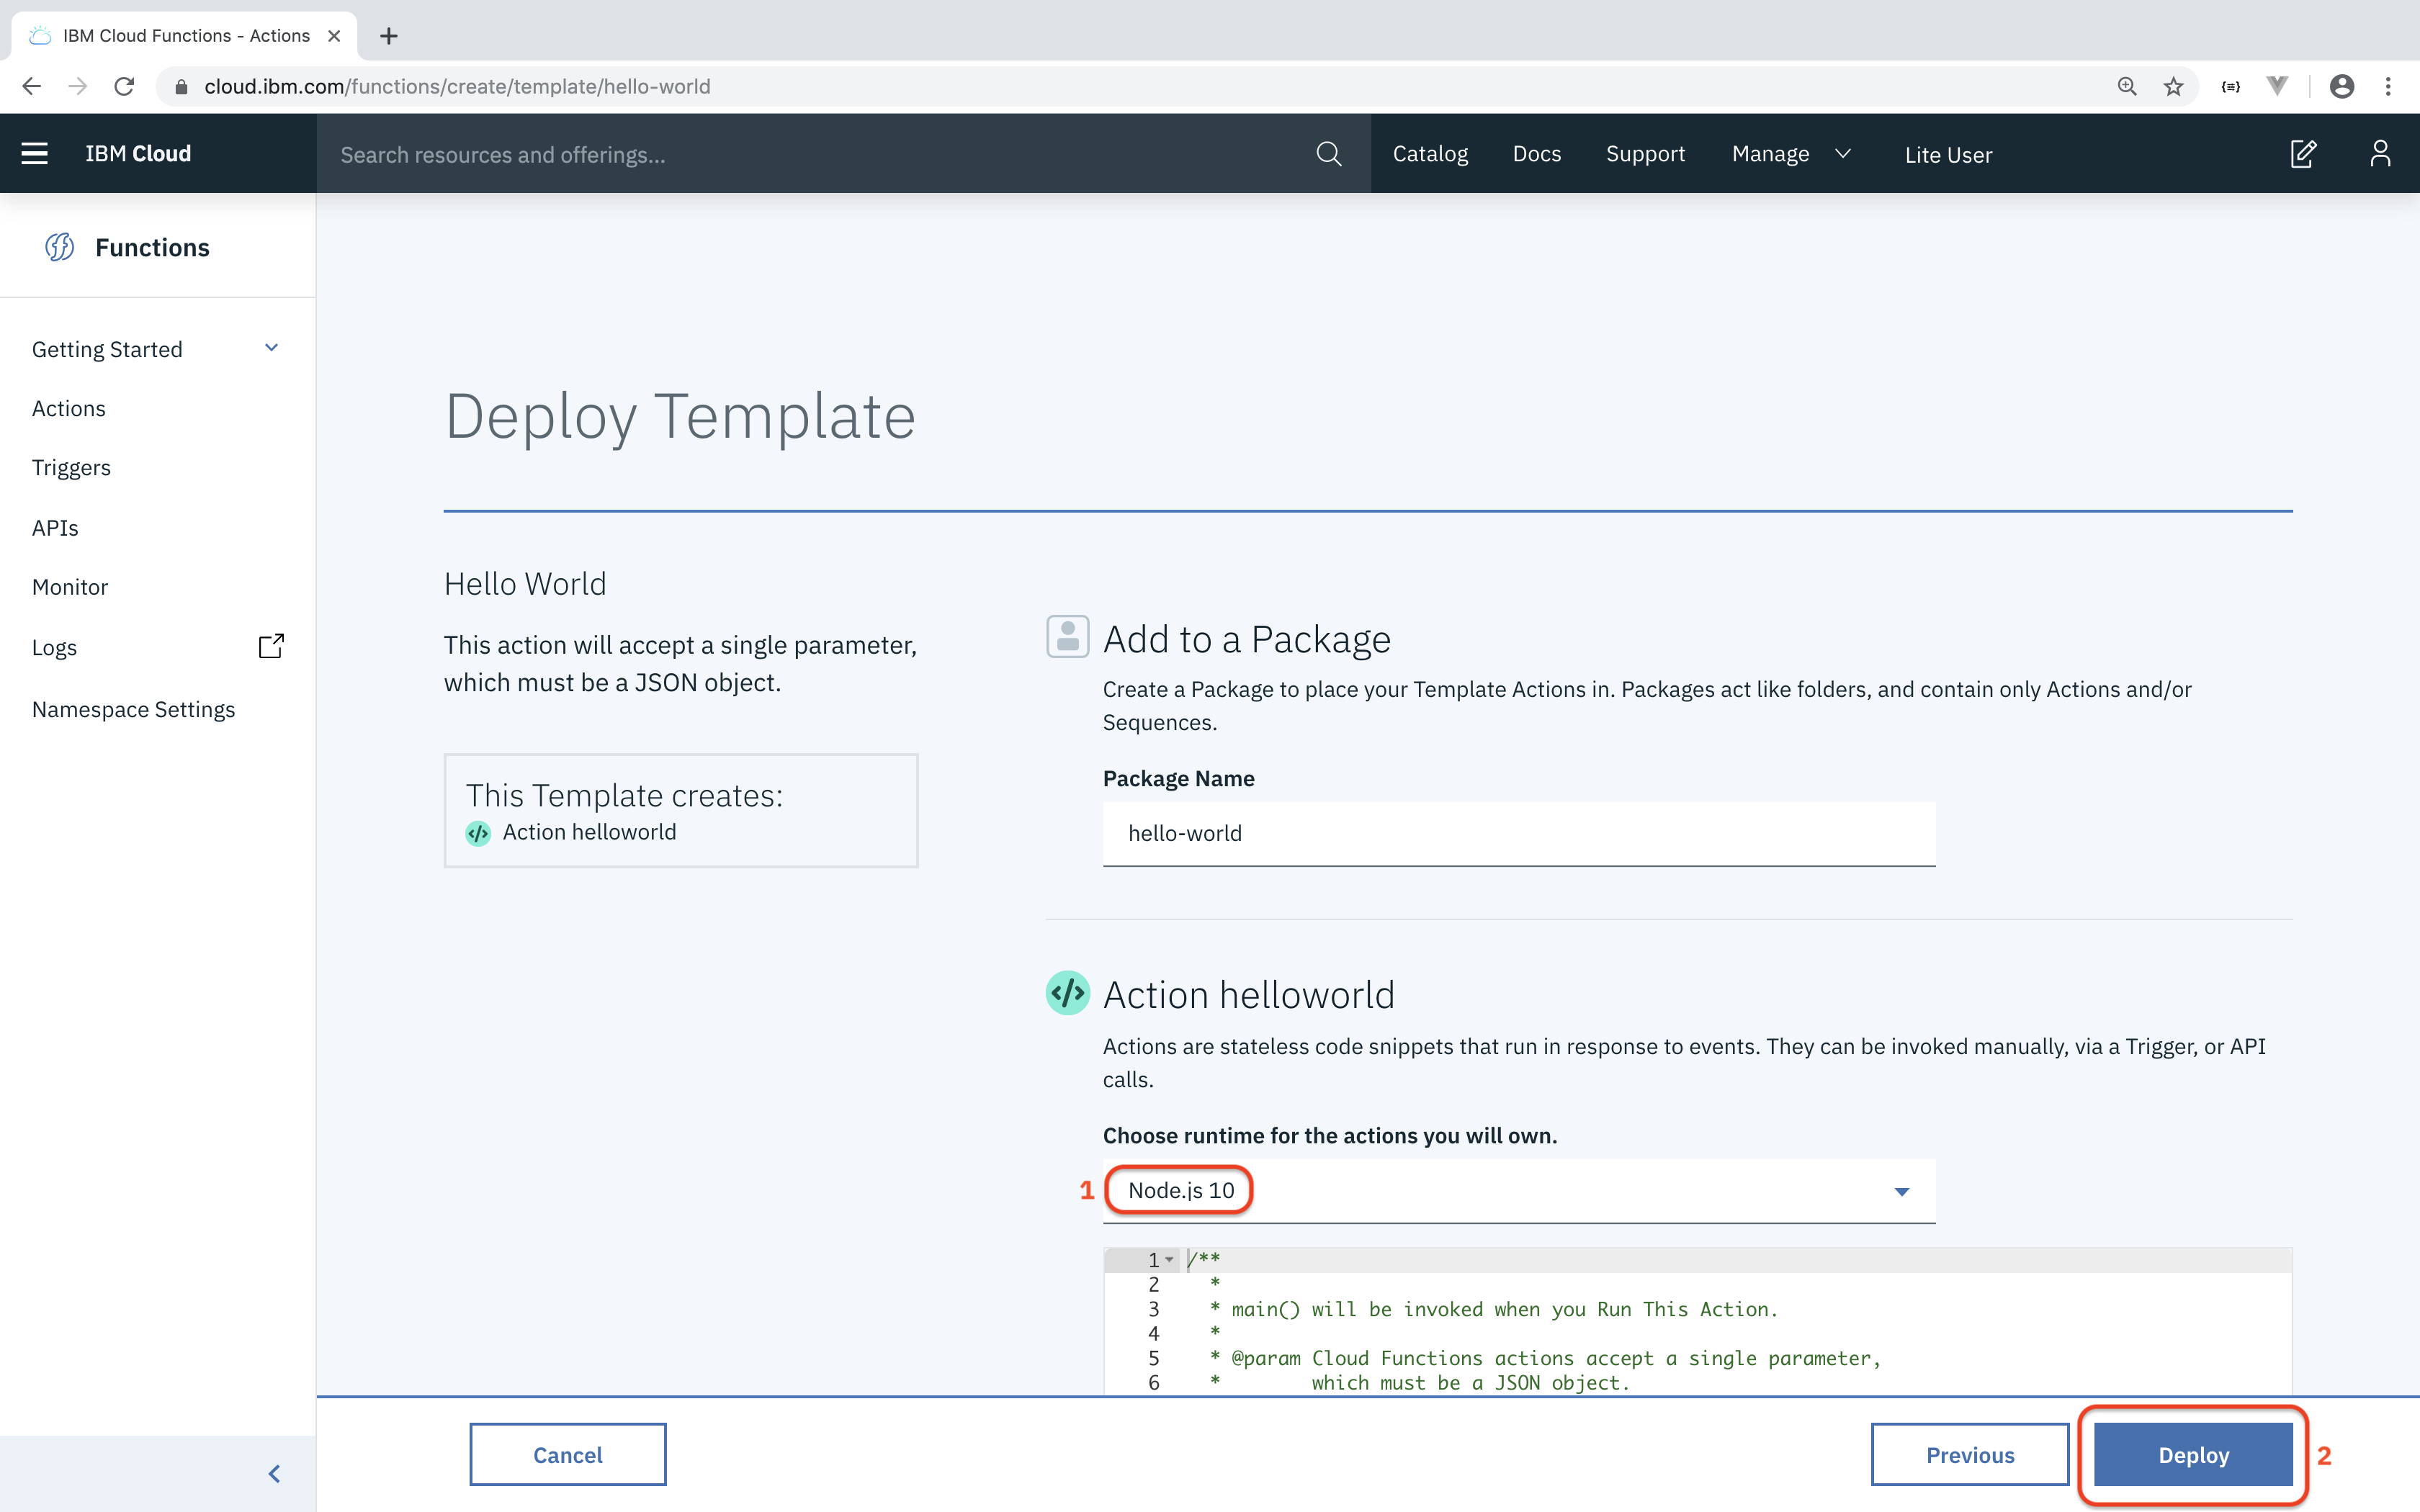 IBM Cloud Functions - Actions
cloud.ibm.com/functions/create/template/hello-world
IBM Cloud
Search resources and offerings...
Catalog
Docs
Support
Manage
Lite User
Functions
Getting Started
Actions
Triggers
APIs
Monitor
Logs
Namespace Settings
Deploy Template
Hello World
This action will accept a single parameter,
which must be a JSON object.
This Template creates:
</> Action helloworld
Add to a Package
Create a Package to place your Template Actions in. Packages act like folders, and contain only Actions and/or
Sequences.
Package Name
hello-world
</> Action helloworld
Actions are stateless code snippets that run in response to events. They can be invoked manually, via a Trigger, or API
calls.
Choose runtime for the actions you will own.
1 Node.js 10
1 /**
2 *
3 * main() will be invoked when you Run This Action.
4 *
5 * @param Cloud Functions actions accept a single parameter,
6 * which must be a JSON object.
Cancel
Previous
Deploy 2